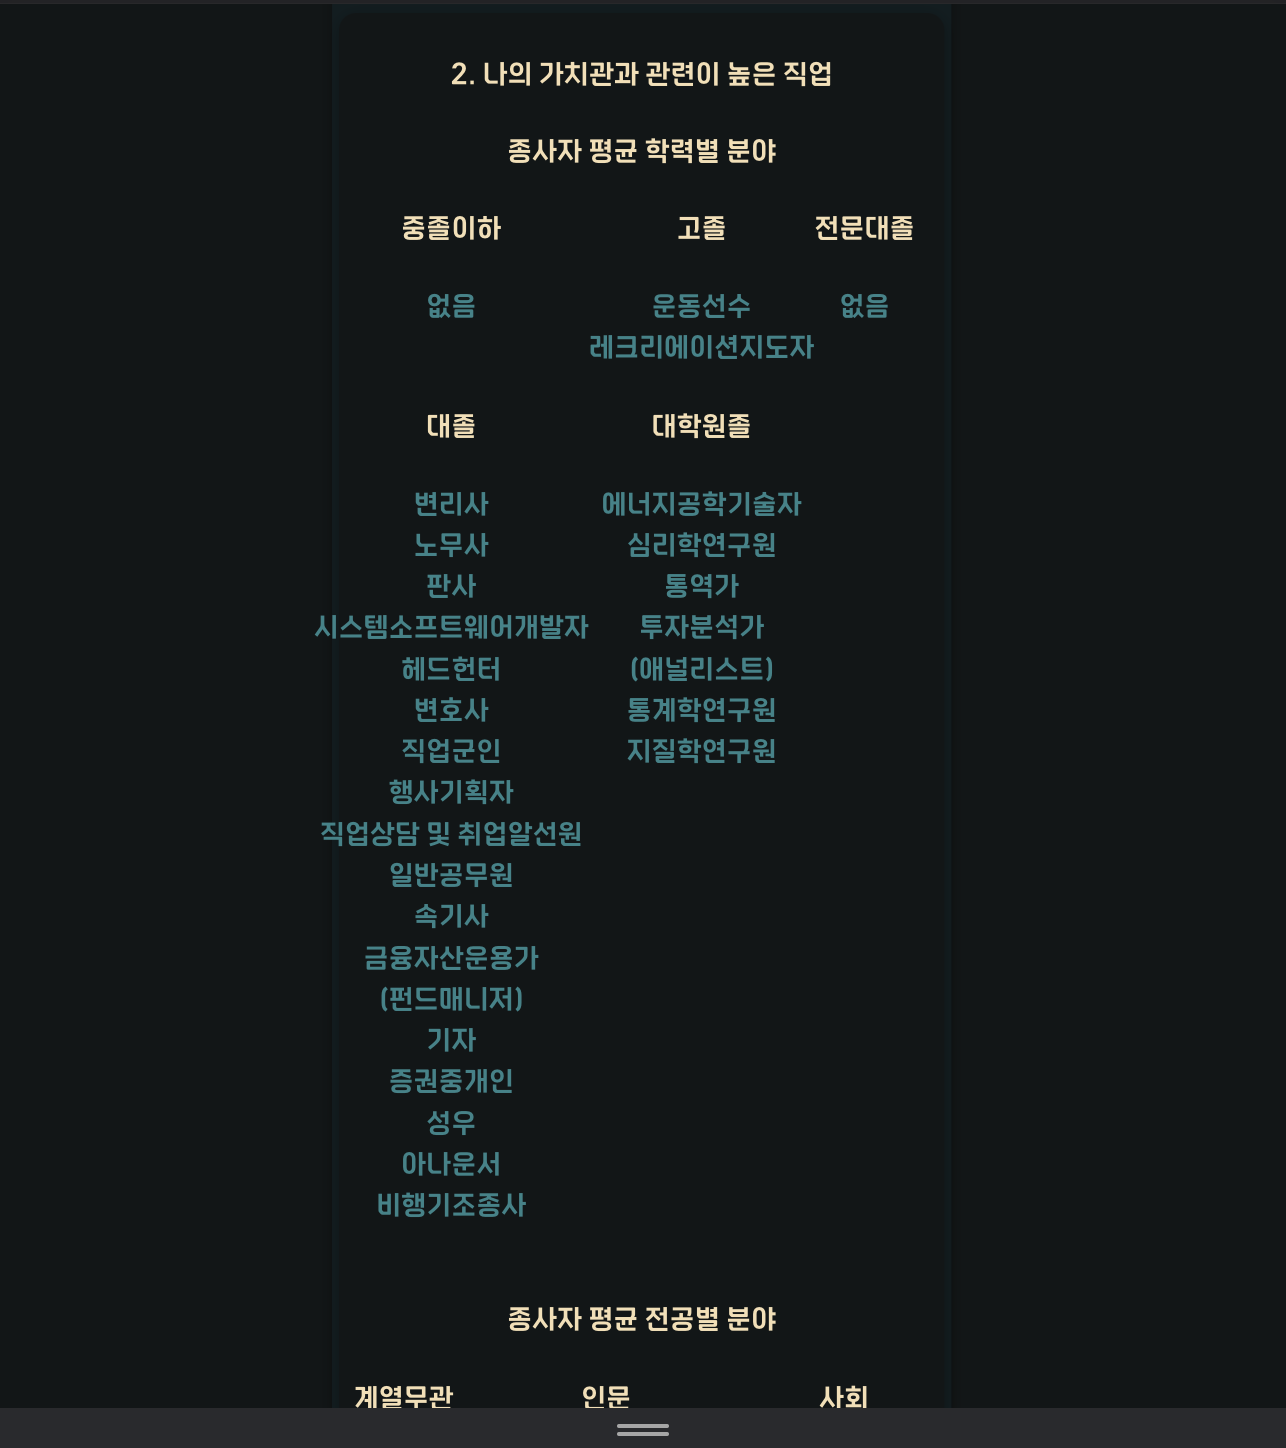 2. 나의 가치관과 관련이 높은 직업
종사자 평균 학력별 분야
중졸이하 고졸 전문대졸
없음 운동선수 없음
레크리에이션지도자
대졸 대학원졸
변리사 에너지공학기술자
노무사 심리학연구원
판사 통역가
시스템소프트웨어개발자 투자분석가
헤드헌터 (애널리스트)
변호사 통계학연구원
직업군인 지질학연구원
행사기획자
직업상담 및 취업알선원
일반공무원
속기사
금융자산운용가
(펀드매니저)
기자
증권중개인
성우
아나운서
비행기조종사
종사자 평균 전공별 분야
계열무관 인문 사회